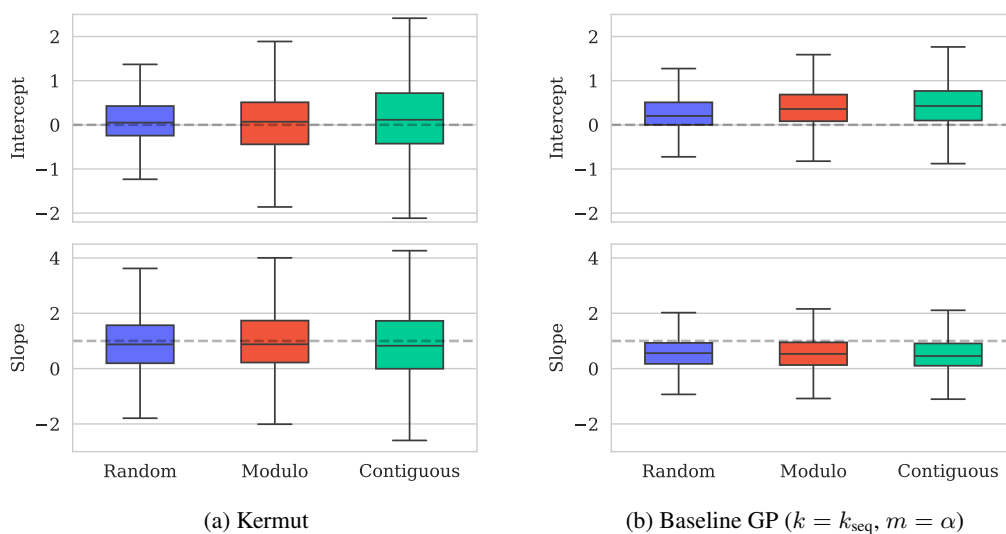 2
1
0
−1
−2
Intercept
4
2
0
−2
Slope
Random Modulo Contiguous
(a) Kermut
2
1
0
−1
−2
Intercept
4
2
0
−2
Slope
Random Modulo Contiguous
(b) Baseline GP (k = k_seq, m = α)